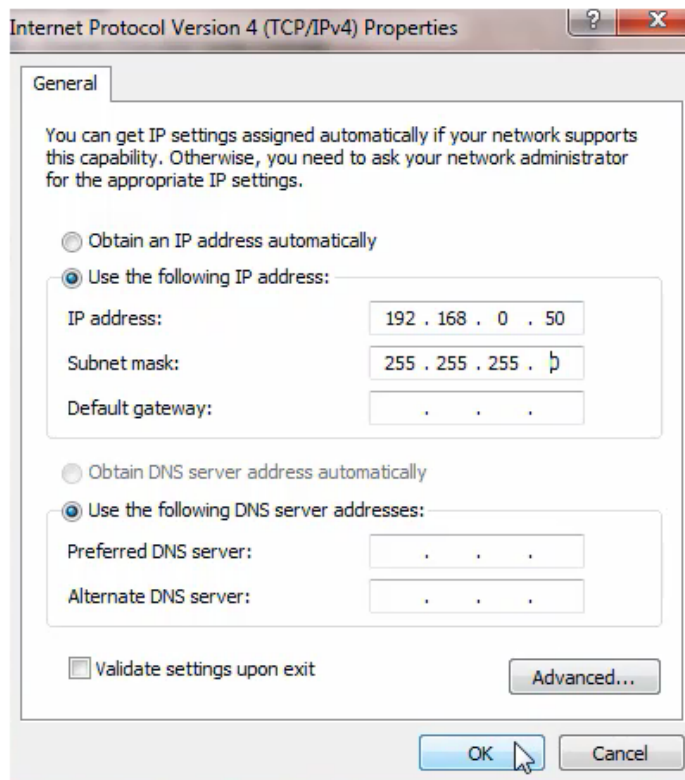 Internet Protocol Version 4 (TCP/IPv4) Properties
? X
General
You can get IP settings assigned automatically if your network supports
this capability. Otherwise, you need to ask your network administrator
for the appropriate IP settings.
Obtain an IP address automatically
Use the following IP address:
IP address: 192 . 168 . 0 . 50
Subnet mask: 255 . 255 . 255 . 0
Default gateway: . . .
Obtain DNS server address automatically
Use the following DNS server addresses:
Preferred DNS server: . . .
Alternate DNS server: . . .
Validate settings upon exit
Advanced...
OK Cancel